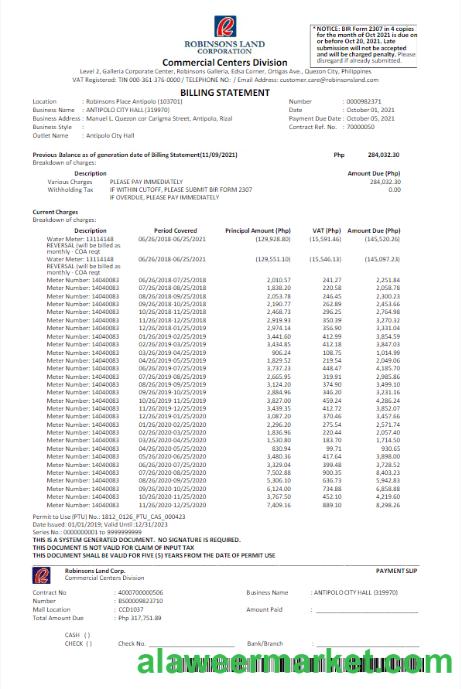 ROBINSONS LAND
CORPORATION
Commercial Centers Division
*NOTICE: BIR Form 2307 in 4 copies
for the month of Oct 2021 is due on
or before Oct 20, 2021. Late
submission will not be accepted
and will be charged penalty. Please
disregard if already submitted.
Level 2, Galleria Corporate Center, Robinsons Galleria, Edsa Corner, Ortigas Ave., Quezon City, Philippines
VAT Registered: TIN 000-361-376-0000 / TELEPHONE NO: / Email Address: customer.care@robinsonsland.com
BILLING STATEMENT
Location : Robinsons Place Antipolo (103701)
Business Name : ANTIPOLO CITY HALL (319970)
Business Address : Manuel L. Quezon cor Carigma Street, Antipolo, Rizal
Business Style :
Outlet Name : Antipolo City Hall
Number : 0000982371
Date : October 01, 2021
Payment Due Date : October 05, 2021
Contract Ref. No. : 70000050
Previous Balance as of generation date of Billing Statement(11/09/2021) Php 284,032.30
Breakdown of charges:
Description Amount Due (Php)
Various Charges PLEASE PAY IMMEDIATELY 284,032.30
Withholding Tax IF WITHIN CUTOFF, PLEASE SUBMIT BIR FORM 2307 0.00
IF OVERDUE, PLEASE PAY IMMEDIATELY
Current Charges
Breakdown of charges:
Description Period Covered Principal Amount (Php) VAT (Php) Amount Due (Php)
Water Meter: 13114148 06/26/2018-06/25/2021 (129,928.80) (15,591.46) (145,520.26)
REVERSAL (will be billed as
monthly - COA reqt
Water Meter: 13114148 06/26/2018-06/25/2021 (129,551.10) (15,546.13) (145,097.23)
REVERSAL (will be billed as
monthly - COA reqt
Meter Number: 14040083 06/26/2018-07/25/2018 2,010.57 241.27 2,251.84
Meter Number: 14040083 07/26/2018-08/25/2018 1,838.20 220.58 2,058.78
Meter Number: 14040083 08/26/2018-09/25/2018 2,053.78 246.45 2,300.23
Meter Number: 14040083 09/26/2018-10/25/2018 2,190.77 262.89 2,453.66
Meter Number: 14040083 10/26/2018-11/25/2018 2,468.73 296.25 2,764.98
Meter Number: 14040083 11/26/2018-12/25/2018 2,919.93 350.39 3,270.32
Meter Number: 14040083 12/26/2018-01/25/2019 2,974.14 356.90 3,331.04
Meter Number: 14040083 01/26/2019-02/25/2019 3,441.60 412.99 3,854.59
Meter Number: 14040083 02/26/2019-03/25/2019 3,434.85 412.18 3,847.03
Meter Number: 14040083 03/26/2019-04/25/2019 906.24 108.75 1,014.99
Meter Number: 14040083 04/26/2019-05/25/2019 1,829.52 219.54 2,049.06
Meter Number: 14040083 05/26/2019-06/25/2019 3,737.23 448.47 4,185.70
Meter Number: 14040083 07/26/2019-08/25/2019 2,665.95 319.91 2,985.86
Meter Number: 14040083 08/26/2019-09/25/2019 3,124.20 374.90 3,499.10
Meter Number: 14040083 09/26/2019-10/25/2019 2,884.96 346.20 3,231.16
Meter Number: 14040083 10/26/2019-11/25/2019 3,827.00 459.24 4,286.24
Meter Number: 14040083 11/26/2019-12/25/2019 3,439.35 412.72 3,852.07
Meter Number: 14040083 12/26/2019-01/25/2020 3,087.20 370.46 3,457.66
Meter Number: 14040083 01/26/2020-02/25/2020 2,296.20 275.54 2,571.74
Meter Number: 14040083 02/26/2020-03/25/2020 1,836.96 220.44 2,057.40
Meter Number: 14040083 03/26/2020-04/25/2020 1,530.80 183.70 1,714.50
Meter Number: 14040083 04/26/2020-05/25/2020 830.94 99.71 930.65
Meter Number: 14040083 05/26/2020-06/25/2020 3,480.36 417.64 3,898.00
Meter Number: 14040083 06/26/2020-07/25/2020 3,329.04 399.48 3,728.52
Meter Number: 14040083 07/26/2020-08/25/2020 7,502.88 900.35 8,403.23
Meter Number: 14040083 08/26/2020-09/25/2020 5,306.10 636.73 5,942.83
Meter Number: 14040083 09/26/2020-10/25/2020 6,124.00 734.88 6,858.88
Meter Number: 14040083 10/26/2020-11/25/2020 3,767.50 452.10 4,219.60
Meter Number: 14040083 11/26/2020-12/25/2020 7,409.16 889.10 8,298.26
Permit to Use (PTU) No.: 1812_0126_PTU_CAS_000423
Date Issued: 01/01/2019; Valid Until :12/31/2023
Series No.: 0000000001 to 9999999999
THIS IS A SYSTEM GENERATED DOCUMENT. NO SIGNATURE IS REQUIRED.
THIS DOCUMENT IS NOT VALID FOR CLAIM OF INPUT TAX
THIS DOCUMENT SHALL BE VALID FOR FIVE (5) YEARS FROM THE DATE OF PERMIT USE
Robinsons Land Corp. PAYMENT SLIP
Commercial Centers Division
Contract No : 4000700000506 Business Name : ANTIPOLO CITY HALL (319970)
Number : BS00009823710
Mall Location : CCD1037 Amount Paid :
Total Amount Due : Php 317,751.89
CASH ( )
CHECK ( ) Check No. Bank/Branch :
alawcermarket.com